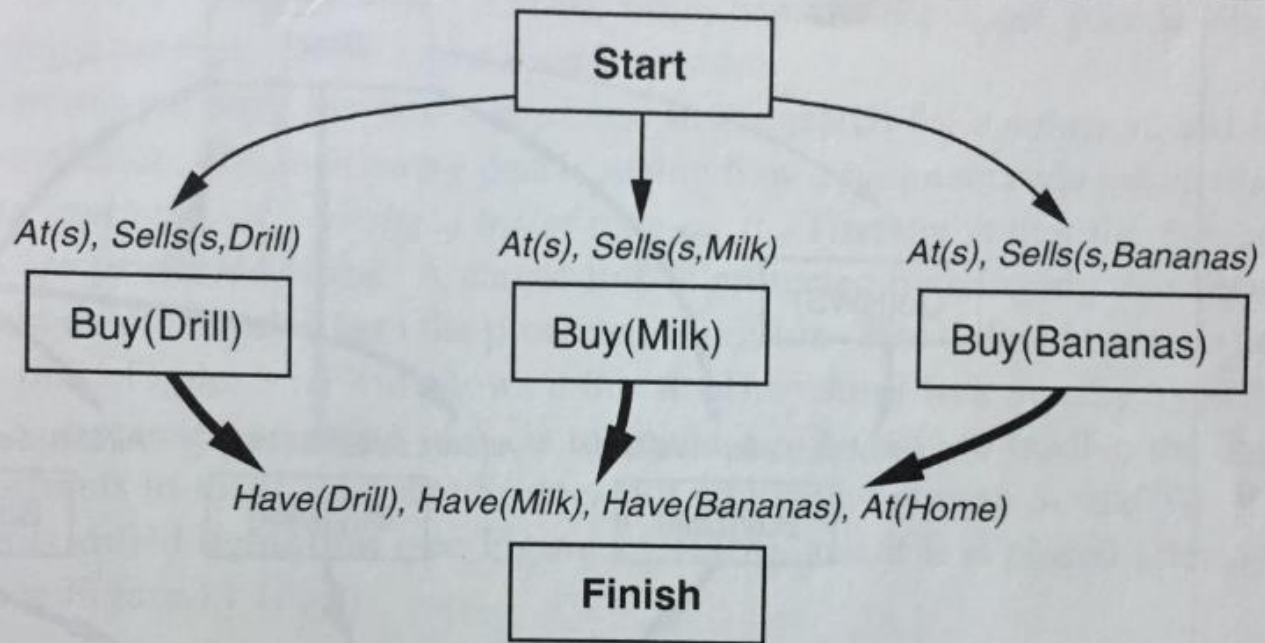 Start
At(s), Sells(s,Drill)
At(s), Sells(s,Milk)
At(s), Sells(s,Bananas)
Buy(Drill)
Buy(Milk)
Buy(Bananas)
Have(Drill), Have(Milk), Have(Bananas), At(Home)
Finish